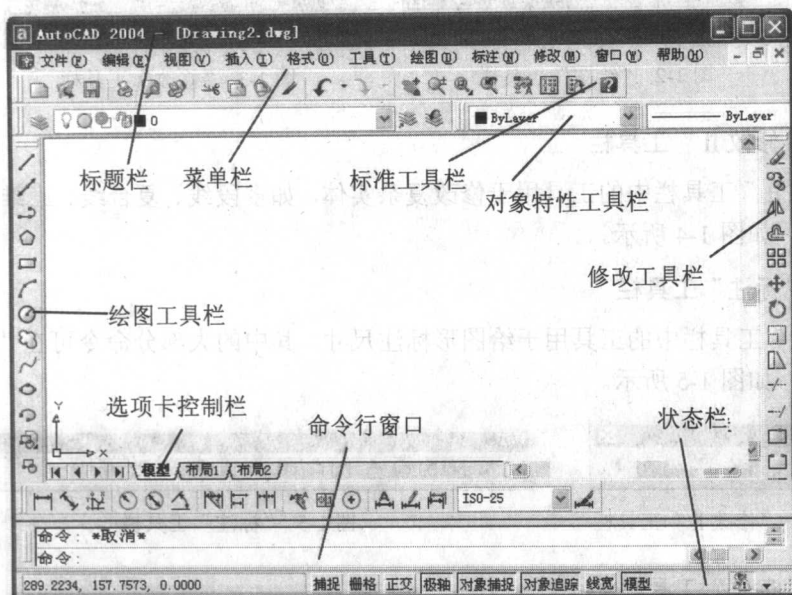 AutoCAD 2004 - [Drawing2.dwg]
文件(F) 编辑(E) 视图(V) 插入(I) 格式(O) 工具(T) 绘图(D) 标注(N) 修改(M) 窗口(W) 帮助(H)
0 ByLayer ByLayer
标题栏 菜单栏 标准工具栏
对象特性工具栏
修改工具栏
绘图工具栏
选项卡控制栏 命令行窗口 状态栏
Y
X
模型 布局1 布局2
ISO-25
命令: *取消*
命令:
289.2234, 157.7573, 0.0000 捕捉 栅格 正交 极轴 对象捕捉 对象追踪 线宽 模型